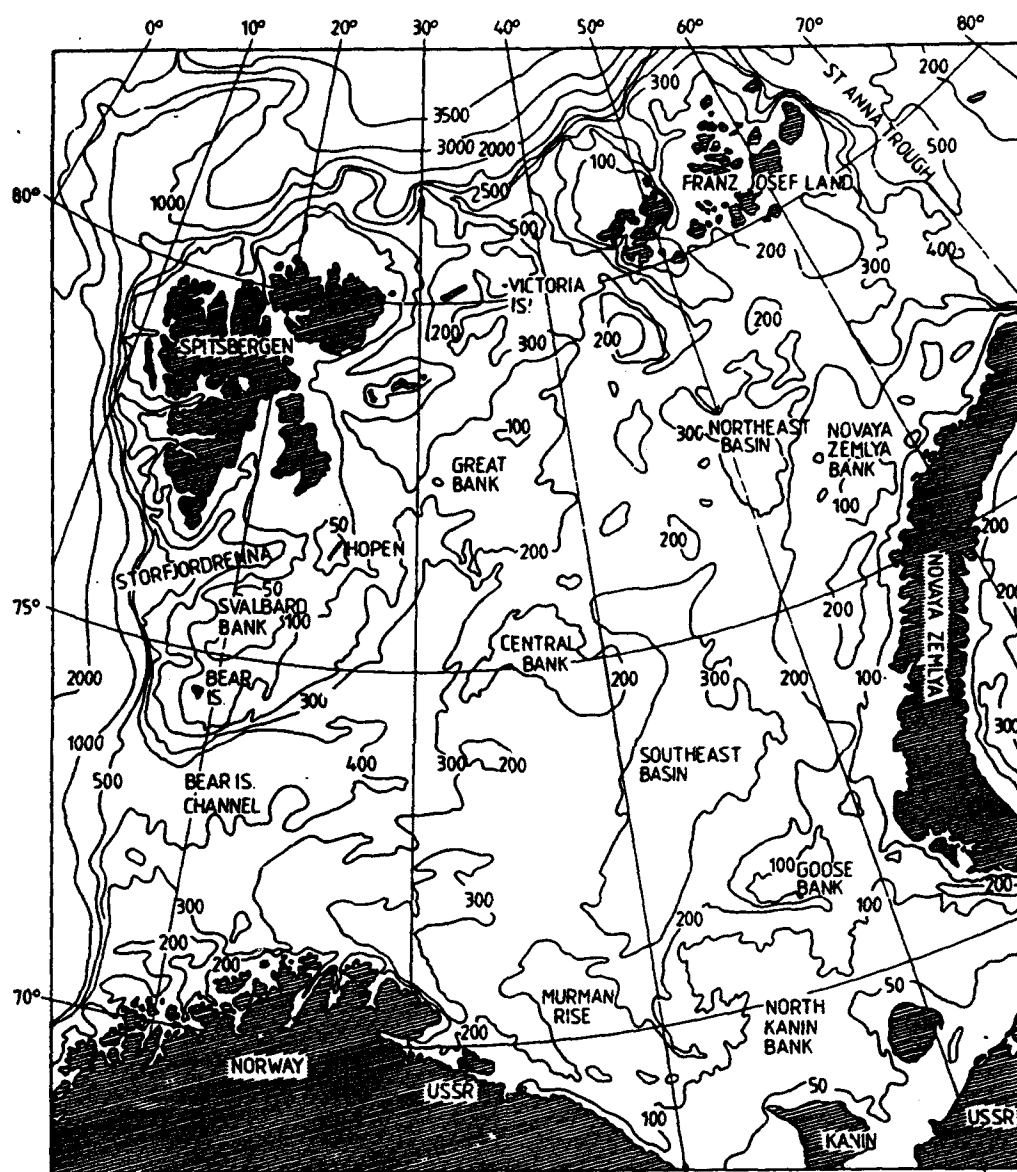 0° 10° 20° 30° 40° 50° 60° 70° 80°
300
200
ST ANNA TROUGH
3500
3000 2000
100
500
80°
1000
500
FRANZ JOSEF LAND
500
200
400
300
VICTORIA
IS.
200
200
300
200
SPITSBERGEN
100
300
NORTHEAST
BASIN
NOVAYA
ZEMLYA
BANK
GREAT
BANK
100
50
HOPEN
200
200
200
STORFJORDRENNA
50
SVALBARD
BANK
100
NOVAYA ZEMLYA
200
200
75°
CENTRAL
BANK
200
300
200
100
2000
BEAR
IS.
300
300
1000
500
BEAR IS.
CHANNEL
400
300
200
SOUTHEAST
BASIN
100
GOOSE
BANK
200
300
300
200
100
200
200
70°
MURMAN
RISE
NORTH
KANIN
BANK
50
200
NORWAY
USSR
100
50
KANIN
USSR
60°
70°